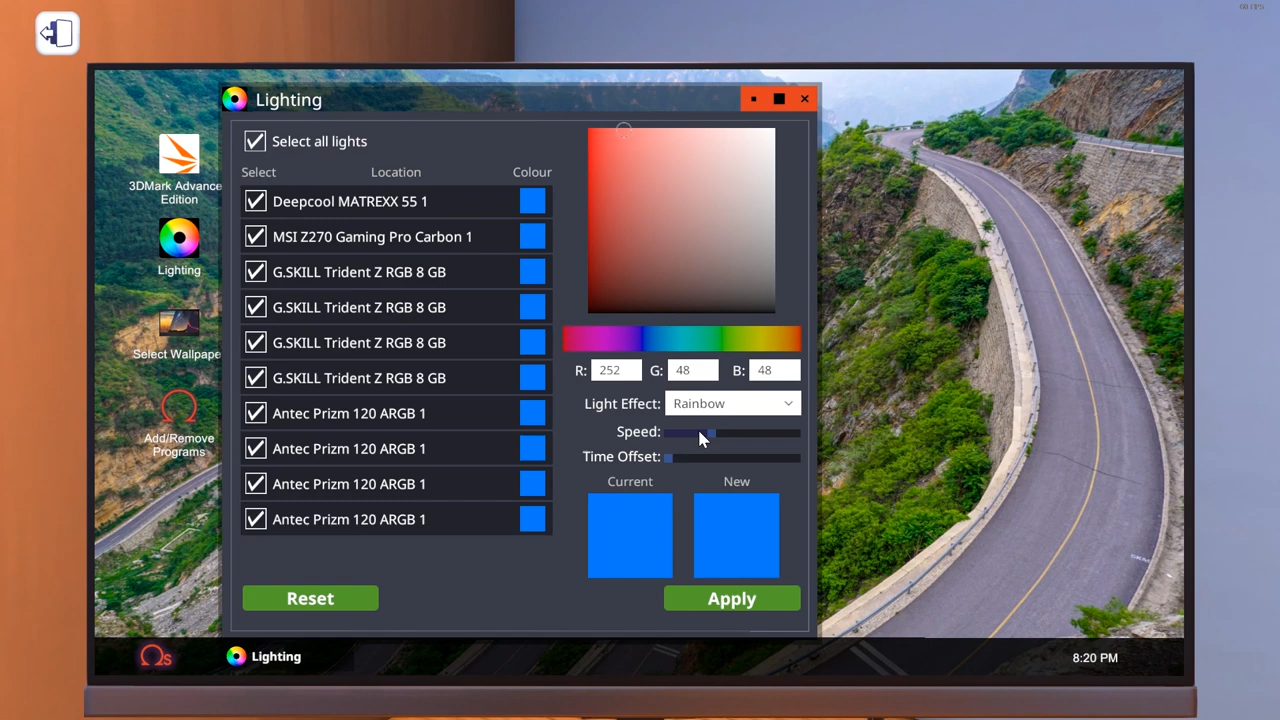 60 FPS
Lighting
Select all lights
Select Location Colour
Deepcool MATREXX 55 1
MSI Z270 Gaming Pro Carbon 1
G.SKILL Trident Z RGB 8 GB
G.SKILL Trident Z RGB 8 GB
G.SKILL Trident Z RGB 8 GB
G.SKILL Trident Z RGB 8 GB
Antec Prizm 120 ARGB 1
Antec Prizm 120 ARGB 1
Antec Prizm 120 ARGB 1
Antec Prizm 120 ARGB 1
Reset
R: 252 G: 48 B: 48
Light Effect: Rainbow
Speed:
Time Offset:
Current New
Apply
3DMark Advance
Edition
Lighting
Select Wallpape
Add/Remove
Programs
Ωs
Lighting
8:20 PM